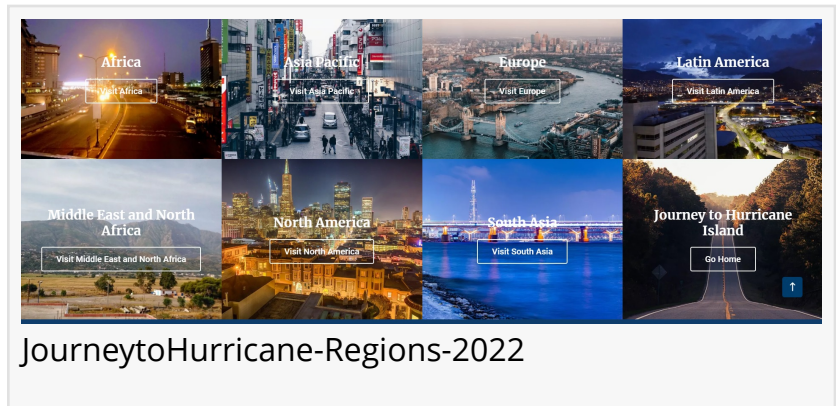 Africa
Visit Africa
Asia Pacific
Visit Asia Pacific
Europe
Visit Europe
Latin America
Visit Latin America
Middle East and North
Africa
Visit Middle East and North Africa
North America
Visit North America
South Asia
Visit South Asia
Journey to Hurricane
Island
Go Home
JourneytoHurricane-Regions-2022